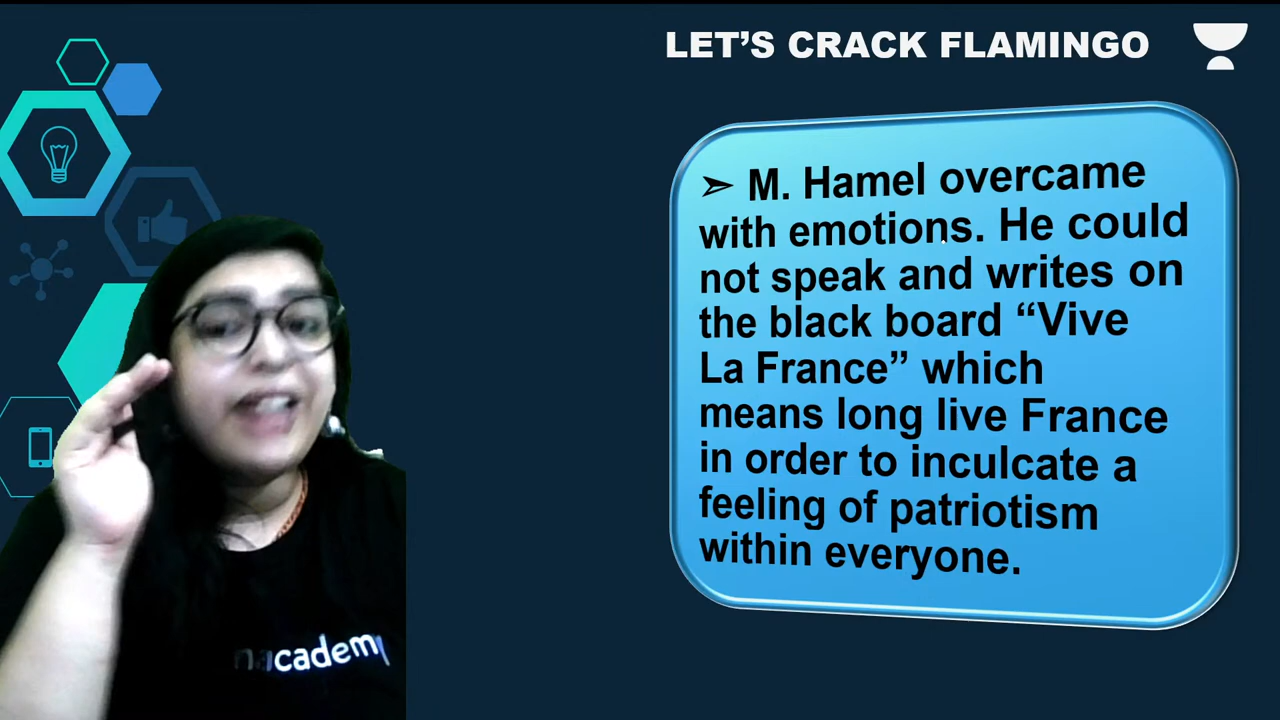 LET'S CRACK FLAMINGO
➢ M. Hamel overcame
with emotions. He could
not speak and writes on
the black board “Vive
La France” which
means long live France
in order to inculcate a
feeling of patriotism
within everyone.
nacademy